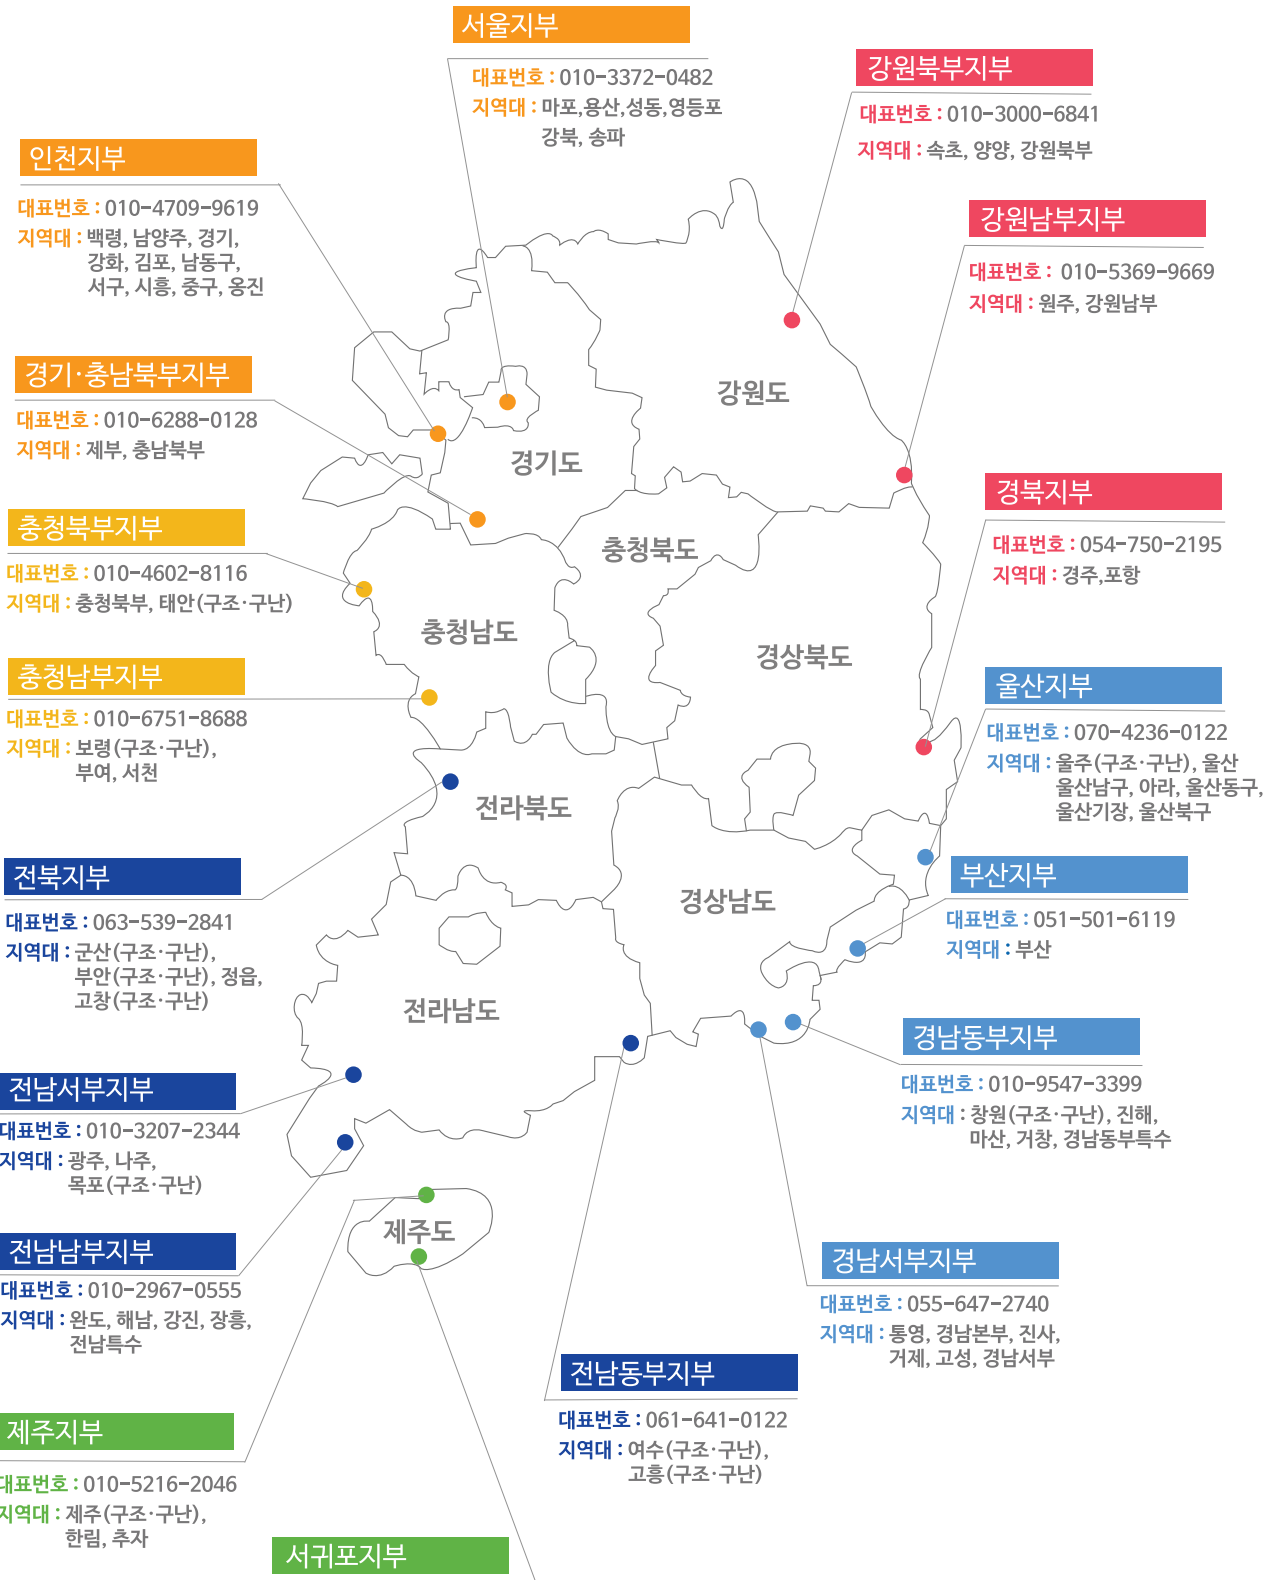 서울지부
대표번호 : 010-3372-0482
지역대 : 마포,용산,성동,영등포
강북, 송파
강원북부지부
대표번호 : 010-3000-6841
지역대 : 속초, 양양, 강원북부
인천지부
대표번호 : 010-4709-9619
지역대 : 백령, 남양주, 경기,
강화, 김포, 남동구,
서구, 시흥, 중구, 옹진
강원남부지부
대표번호 : 010-5369-9669
지역대 : 원주, 강원남부
경기·충남북부지부
대표번호 : 010-6288-0128
지역대 : 제부, 충남북부
강원도
경기도
경북지부
대표번호 : 054-750-2195
지역대 : 경주,포항
충청북부지부
대표번호 : 010-4602-8116
지역대 : 충청북부, 태안(구조·구난)
충청북도
충청남도
경상북도
충청남부지부
대표번호 : 010-6751-8688
지역대 : 보령(구조·구난),
부여, 서천
울산지부
대표번호 : 070-4236-0122
지역대 : 울주(구조·구난), 울산
울산남구, 아라, 울산동구,
울산기장, 울산북구
전라북도
전북지부
대표번호 : 063-539-2841
지역대 : 군산(구조·구난),
부안(구조·구난), 정읍,
고창(구조·구난)
경상남도
부산지부
대표번호 : 051-501-6119
지역대 : 부산
전라남도
경남동부지부
대표번호 : 010-9547-3399
지역대 : 창원(구조·구난), 진해,
마산, 거창, 경남동부특수
전남서부지부
대표번호 : 010-3207-2344
지역대 : 광주, 나주,
목포(구조·구난)
제주도
전남남부지부
대표번호 : 010-2967-0555
지역대 : 완도, 해남, 강진, 장흥,
전남특수
경남서부지부
대표번호 : 055-647-2740
지역대 : 통영, 경남본부, 진사,
거제, 고성, 경남서부
전남동부지부
대표번호 : 061-641-0122
지역대 : 여수(구조·구난),
고흥(구조·구난)
제주지부
대표번호 : 010-5216-2046
지역대 : 제주(구조·구난),
한림, 추자
서귀포지부